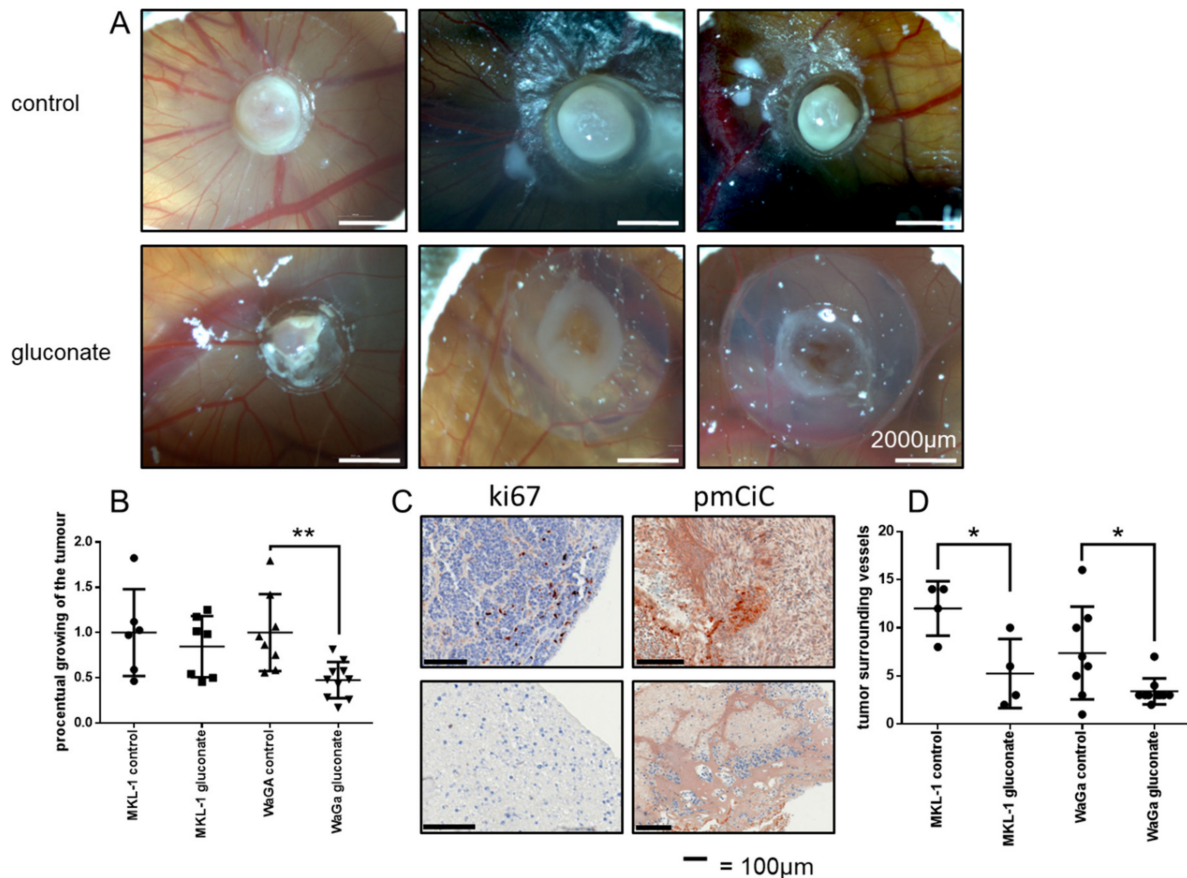 A
control
gluconate
2000µm
B
procentual growing of the tumour
2.0
1.5
1.0
0.5
0.0
**
MKL-1 control
MKL-1 gluconate
WaGA control
WaGa gluconate
C
ki67
pmCiC
= 100µm
D
tumor surrounding vessels
20
15
10
5
0
*
*
MKL-1 control
MKL-1 gluconate
WaGa control
WaGa gluconate